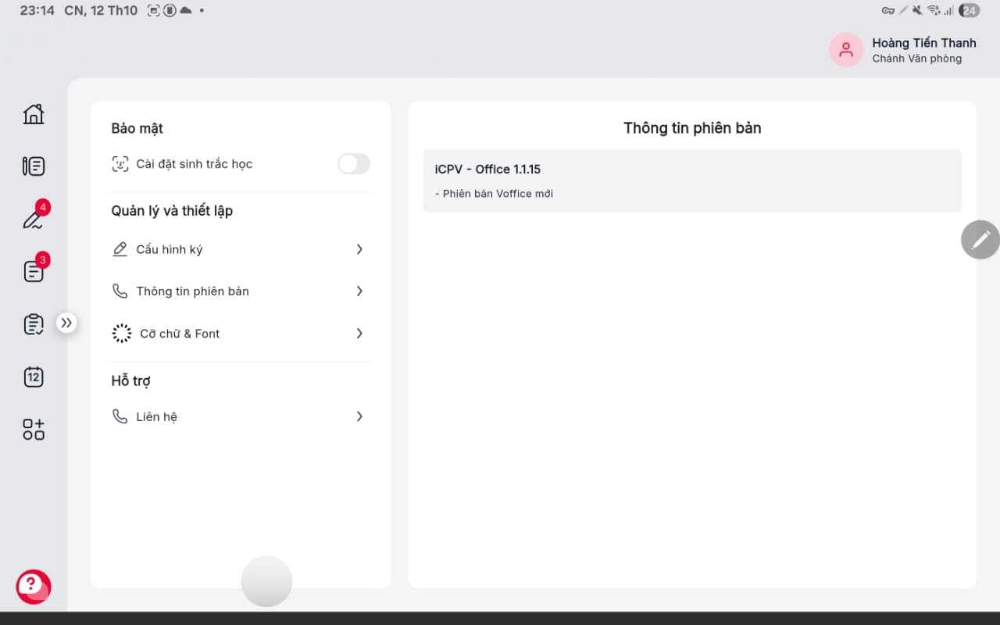 23:14 CN, 12 Th10
24
Hoàng Tiến Thanh
Chánh Văn phòng
4
3
12
Bảo mật
Cài đặt sinh trắc học
Quản lý và thiết lập
Cấu hình ký
Thông tin phiên bản
Cỡ chữ & Font
Hỗ trợ
Liên hệ
Thông tin phiên bản
iCPV - Office 1.1.15
- Phiên bản Voffice mới
?